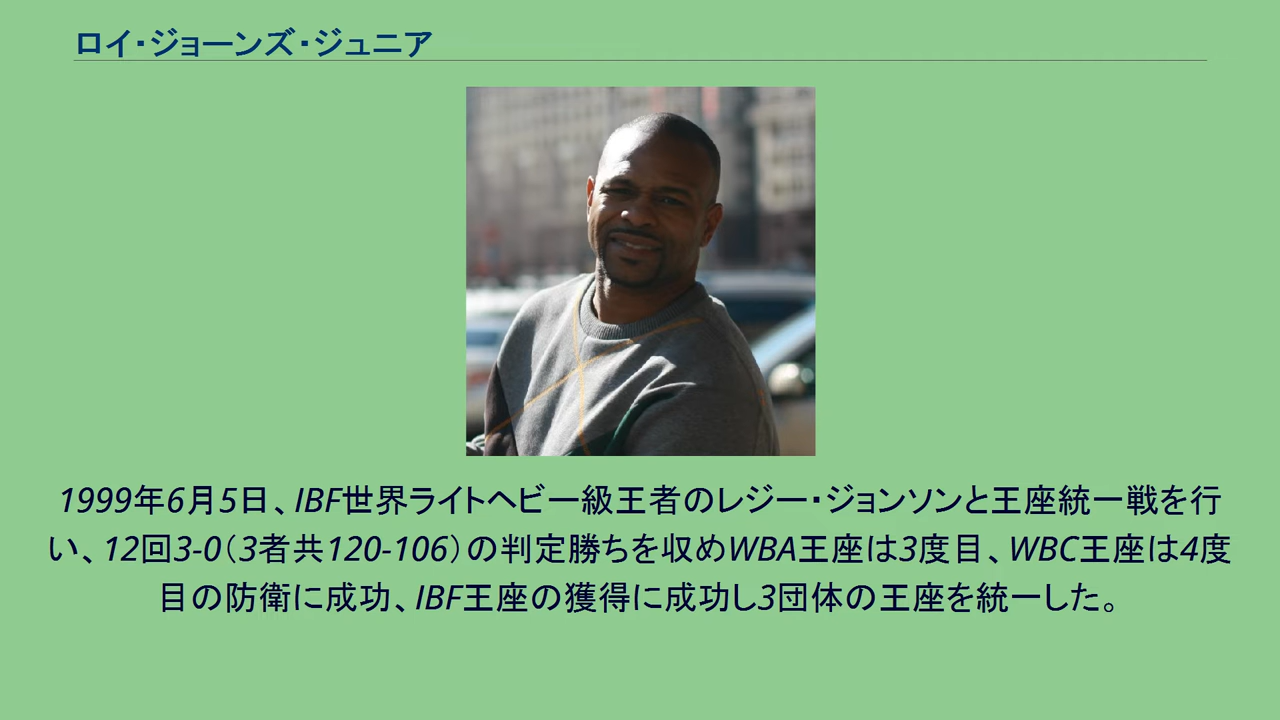 ロイ・ジョーンズ・ジュニア
1999年6月5日、IBF世界ライトヘビー級王者のレジー・ジョンソンと王座統一戦を行
い、12回3-0（3者共120-106）の判定勝ちを収めWBA王座は3度目、WBC王座は4度
目の防衛に成功、IBF王座の獲得に成功し3団体の王座を統一した。